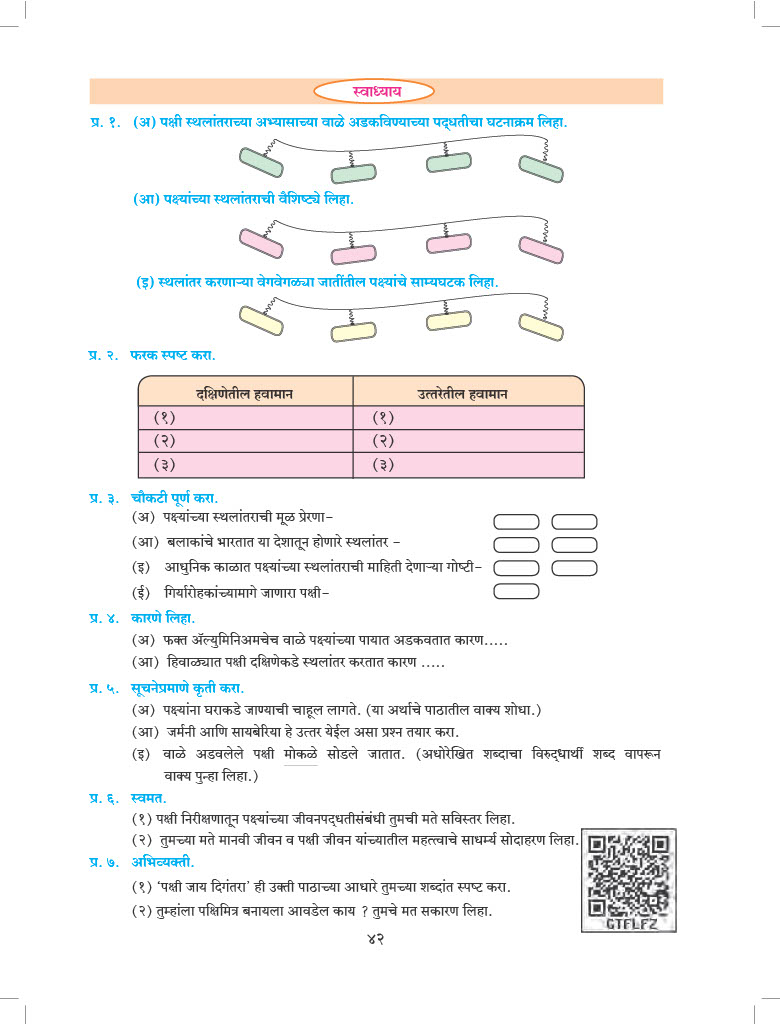 स्वाध्याय
प्र. १. (अ) पक्षी स्थलांतराच्या अभ्यासाच्या वाळे अडकविण्याच्या पद्धतीचा घटनाक्रम लिहा.
(आ) पक्ष्यांच्या स्थलांतराची वैशिष्ट्ये लिहा.
(इ) स्थलांतर करणाऱ्या वेगवेगळ्या जातींतील पक्ष्यांचे साम्यघटक लिहा.
प्र. २. फरक स्पष्ट करा.
दक्षिणेतील हवामान उत्तरेतील हवामान
(१) (१)
(२) (२)
(३) (३)
प्र. ३. चौकटी पूर्ण करा.
(अ) पक्ष्यांच्या स्थलांतराची मूळ प्रेरणा–
(आ) बलाकांचे भारतात या देशातून होणारे स्थलांतर –
(इ) आधुनिक काळात पक्ष्यांच्या स्थलांतराची माहिती देणाऱ्या गोष्टी–
(ई) गिर्यारोहकांच्यामागे जाणारा पक्षी–
प्र. ४. कारणे लिहा.
(अ) फक्त ॲल्युमिनिअमचेच वाळे पक्ष्यांच्या पायात अडकवतात कारण.....
(आ) हिवाळ्यात पक्षी दक्षिणेकडे स्थलांतर करतात कारण .....
प्र. ५. सूचनेप्रमाणे कृती करा.
(अ) पक्ष्यांना घराकडे जाण्याची चाहूल लागते. (या अर्थाचे पाठातील वाक्य शोधा.)
(आ) जर्मनी आणि सायबेरिया हे उत्तर येईल असा प्रश्न तयार करा.
(इ) वाळे अडवलेले पक्षी मोकळे सोडले जातात. (अधोरेखित शब्दाचा विरुद्धार्थी शब्द वापरून
वाक्य पुन्हा लिहा.)
प्र. ६. स्वमत.
(१) पक्षी निरीक्षणातून पक्ष्यांच्या जीवनपद्धतीसंबंधी तुमची मते सविस्तर लिहा.
(२) तुमच्या मते मानवी जीवन व पक्षी जीवन यांच्यातील महत्त्वाचे साधर्म्य सोदाहरण लिहा.
प्र. ७. अभिव्यक्ती.
(१) ‘पक्षी जाय दिगंतरा’ ही उक्ती पाठाच्या आधारे तुमच्या शब्दांत स्पष्ट करा.
(२) तुम्हांला पक्षिमित्र बनायला आवडेल काय ? तुमचे मत सकारण लिहा.
GTFLFZ
४२